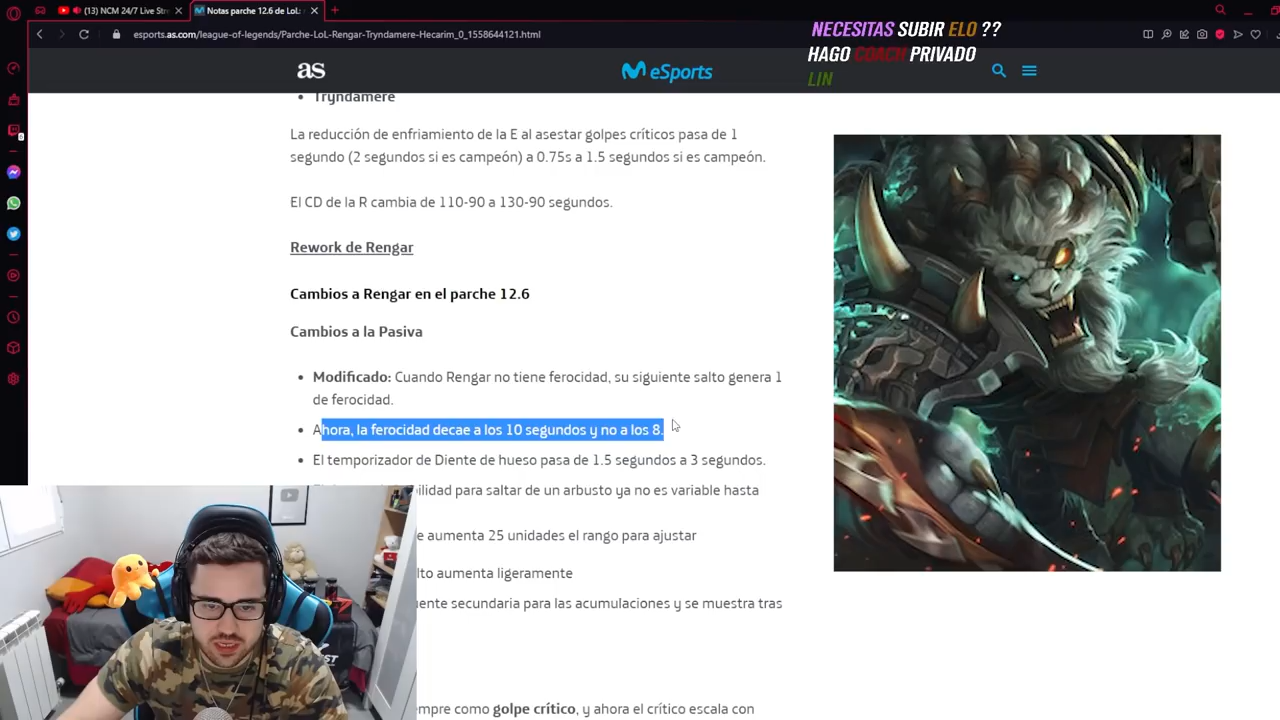 (13) NCM 24/7 Live Str
Notas parche 12.6 de LoL:
esports.as.com/league-of-legends/Parche-LoL-Rengar-Tryndamere-Hecarim_0_1558644121.html
NECESITAS SUBIR ELO ??
HAGO COACH PRIVADO
LIN
as
eSports
Tryndamere
La reducción de enfriamiento de la E al asestar golpes críticos pasa de 1
segundo (2 segundos si es campeón) a 0.75s a 1.5 segundos si es campeón.
El CD de la R cambia de 110-90 a 130-90 segundos.
Rework de Rengar
Cambios a Rengar en el parche 12.6
Cambios a la Pasiva
Modificado: Cuando Rengar no tiene ferocidad, su siguiente salto genera 1
de ferocidad.
Ahora, la ferocidad decae a los 10 segundos y no a los 8.
El temporizador de Diente de hueso pasa de 1.5 segundos a 3 segundos.
bilidad para saltar de un arbusto ya no es variable hasta
e aumenta 25 unidades el rango para ajustar
lto aumenta ligeramente
uente secundaria para las acumulaciones y se muestra tras
empre como golpe crítico, y ahora el crítico escala con